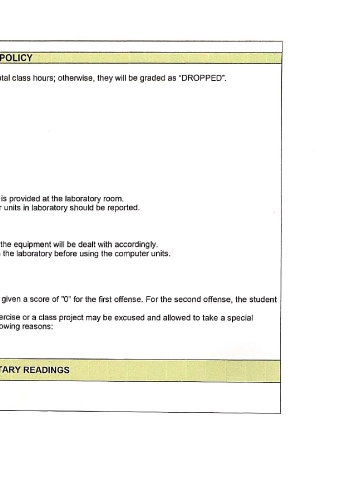 POLICY
otal class hours; otherwise, they will be graded as "DROPPED".
is provided at the laboratory room.
r units in laboratory should be reported.
the equipment will be dealt with accordingly.
the laboratory before using the computer units.
given a score of "0" for the first offense. For the second offense, the student
ercise or a class project may be excused and allowed to take a special
owing reasons:
TARY READINGS